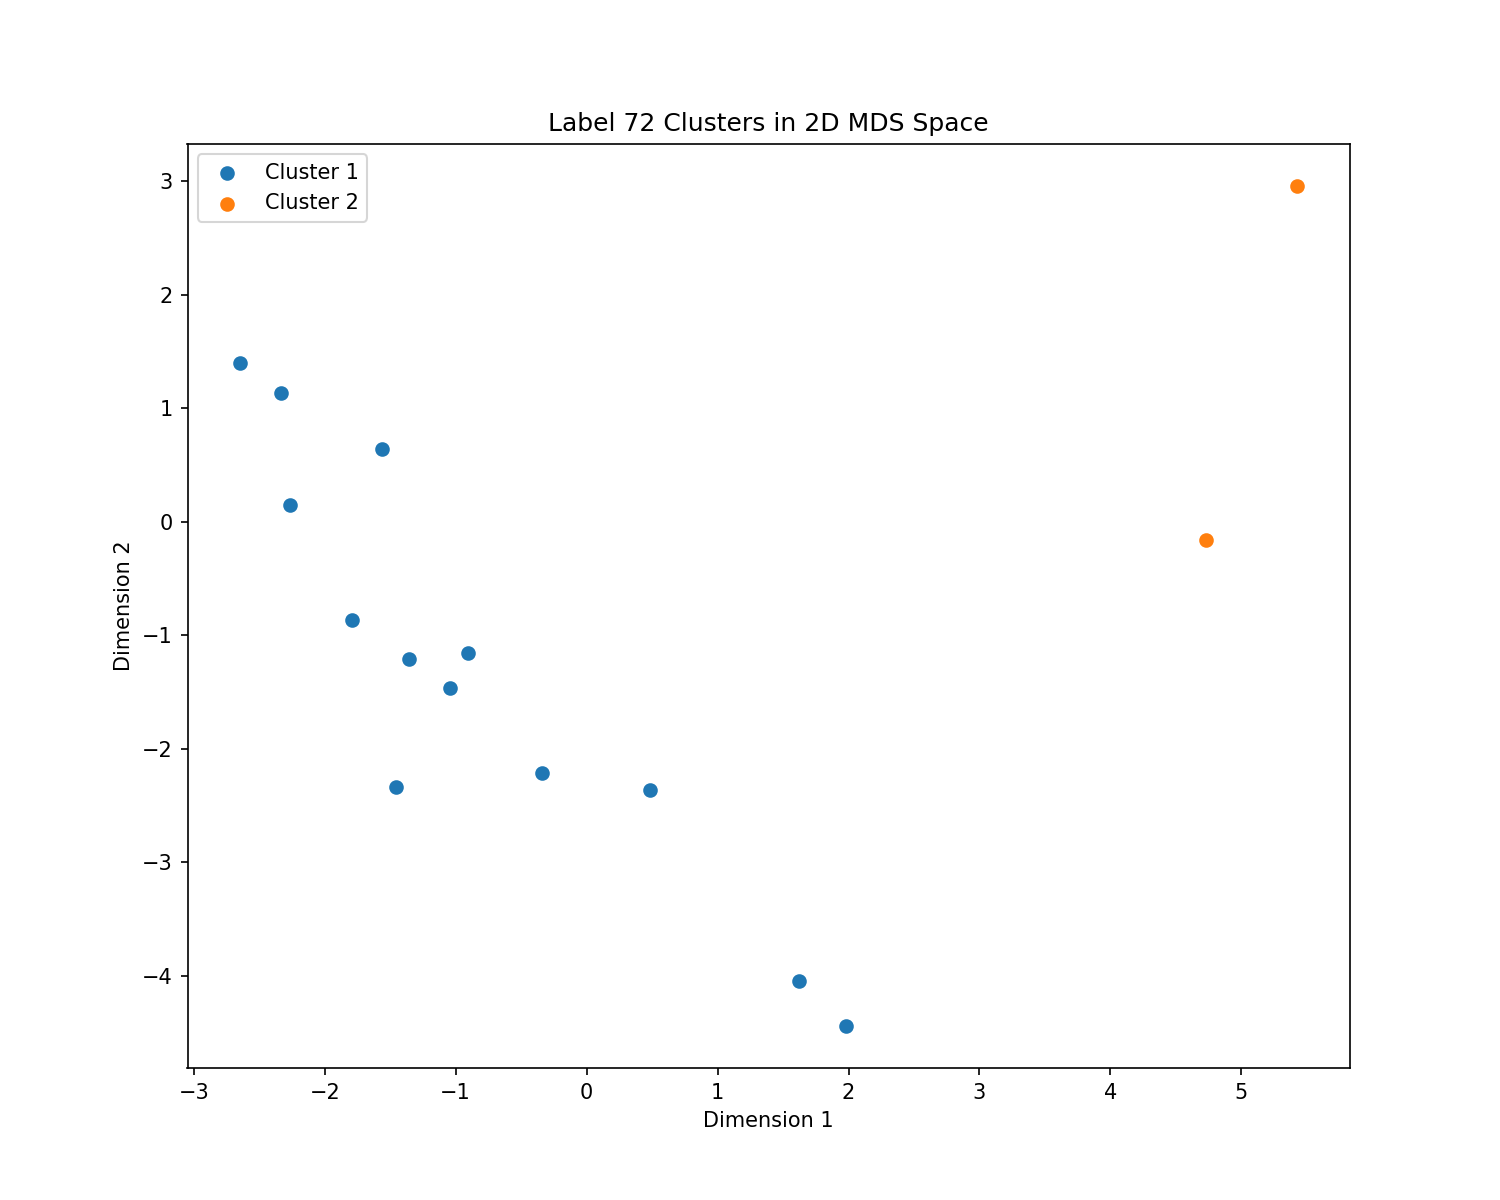 Label 72 Clusters in 2D MDS Space
Cluster 1
Cluster 2
3
2
1
0
−1
−2
−3
−4
Dimension 2
−3 −2 −1 0 1 2 3 4 5
Dimension 1